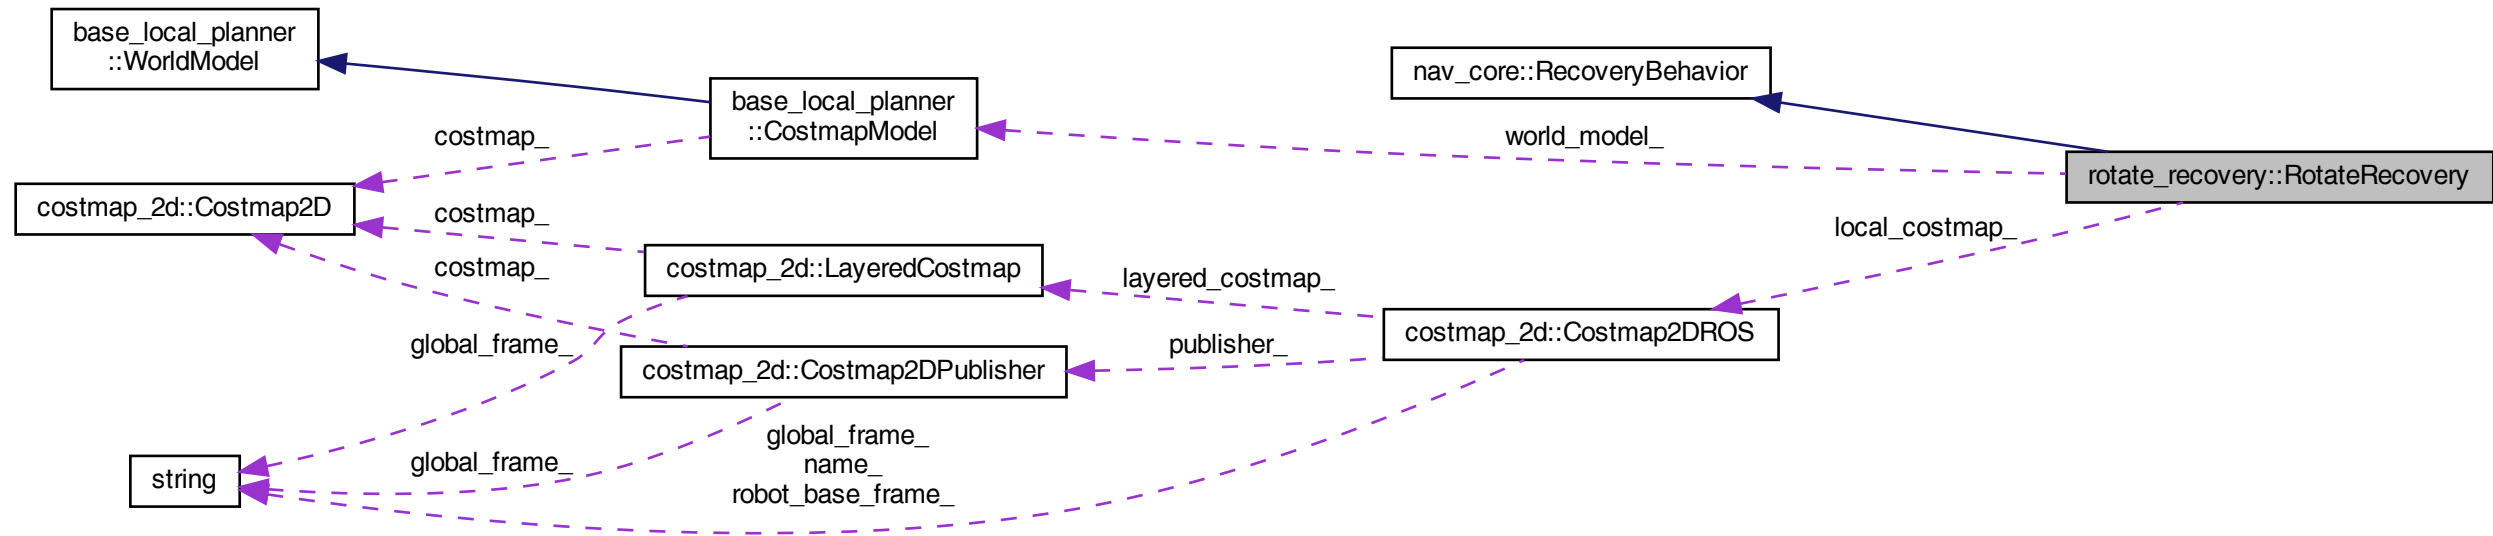 base_local_planner
::WorldModel
nav_core::RecoveryBehavior
base_local_planner
::CostmapModel
costmap_
world_model_
rotate_recovery::RotateRecovery
costmap_2d::Costmap2D
costmap_
local_costmap_
costmap_
costmap_2d::LayeredCostmap
layered_costmap_
global_frame_
costmap_2d::Costmap2DROS
publisher_
costmap_2d::Costmap2DPublisher
global_frame_
name_
robot_base_frame_
global_frame_
string